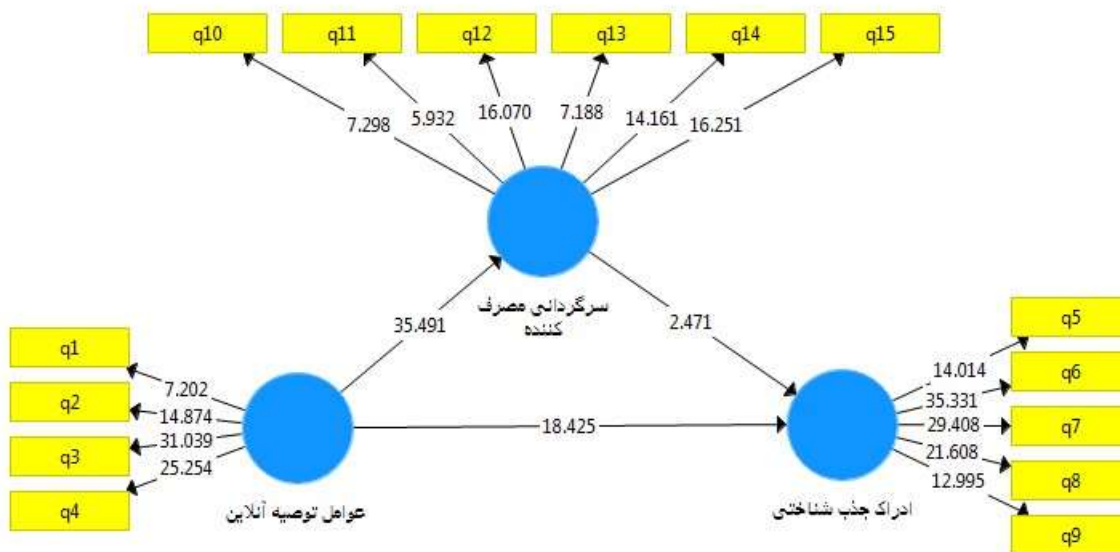 q10
q11
q12
q13
q14
q15
7.298
5.932
16.070
7.188
14.161
16.251
سرگردانی مصرف
کننده
35.491
2.471
q1
q2
q3
q4
7.202
14.874
31.039
25.254
18.425
14.014
35.331
29.408
21.608
12.995
q5
q6
q7
q8
q9
عوامل توصیه آنلاین
ادراک جذب شناختی